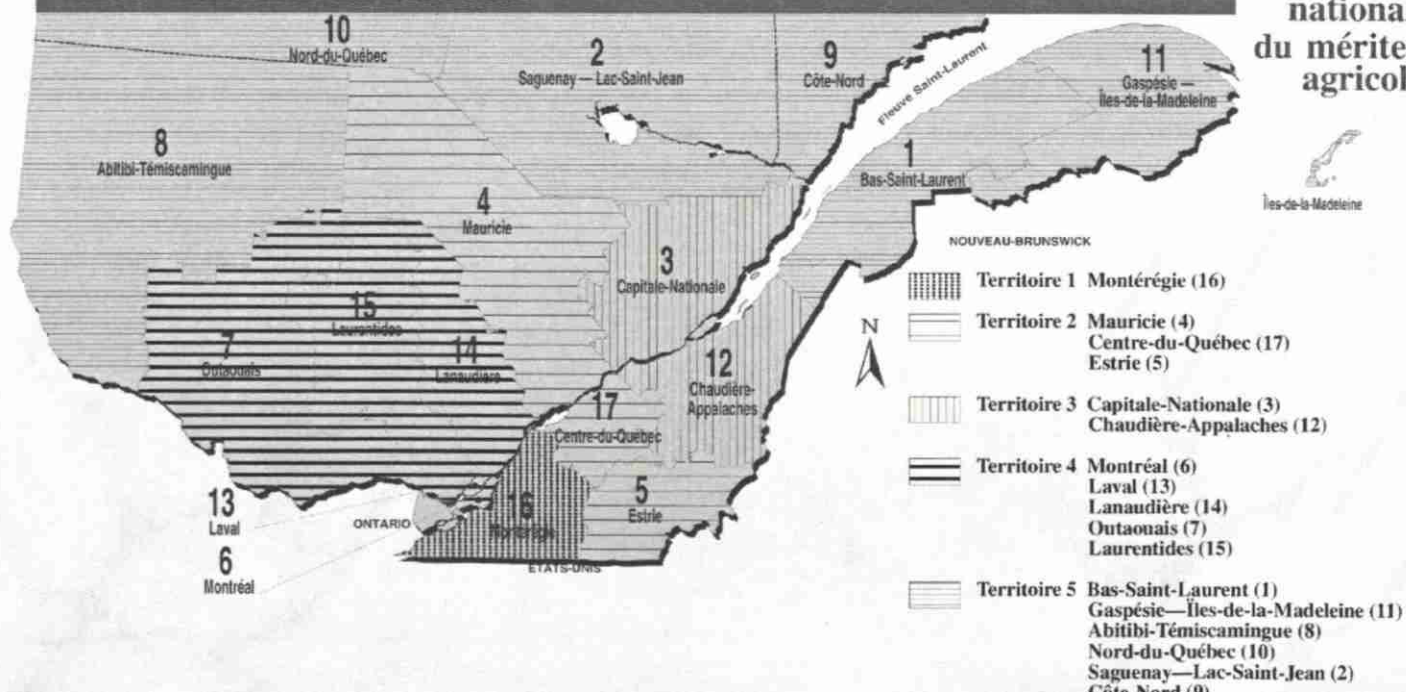 nationa
du mérite
agricol
10
Nord-du-Québec
2
Saguenay — Lac-Saint-Jean
9
Côte-Nord
Fleuve Saint-Laurent
11
Gaspésie —
Îles-de-la-Madeleine
8
Abitibi-Témiscamingue
1
Bas-Saint-Laurent
Îles-de-la-Madeleine
4
Mauricie
NOUVEAU-BRUNSWICK
3
Capitale-Nationale
15
Laurentides
7
Outaouais
14
Lanaudière
N
12
Chaudière-
Appalaches
17
Centre-du-Québec
13
Laval
ONTARIO
16
Montérégie
5
Estrie
6
Montréal
ÉTATS-UNIS
Territoire 1 Montérégie (16)
Territoire 2 Mauricie (4)
Centre-du-Québec (17)
Estrie (5)
Territoire 3 Capitale-Nationale (3)
Chaudière-Appalaches (12)
Territoire 4 Montréal (6)
Laval (13)
Lanaudière (14)
Outaouais (7)
Laurentides (15)
Territoire 5 Bas-Saint-Laurent (1)
Gaspésie—Îles-de-la-Madeleine (11)
Abitibi-Témiscamingue (8)
Nord-du-Québec (10)
Saguenay—Lac-Saint-Jean (2)
Côte-Nord (9)